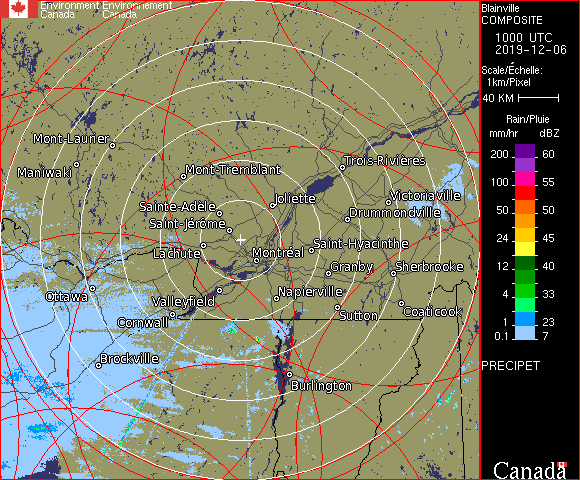 Environment Environnement
Canada Canada
Blainville
COMPOSITE
1000 UTC
2019-12-06
Scale/Échelle:
1km/Pixel
40 KM
Rain/Pluie
mm/hr dBZ
200 60
100 55
50 50
24 45
12 40
4 33
1 23
0.1 7
PRECIPET
Mont-Laurier
Maniwaki
Mont-Tremblant
Trois-Rivières
Joliette
Victoriaville
Sainte-Adèle
Drummondville
Saint-Jérôme
Lachute
Montréal
Saint-Hyacinthe
Granby
Sherbrooke
Ottawa
Valleyfield
Napierville
Cornwall
Sutton
Coaticook
Brockville
Burlington
Canada